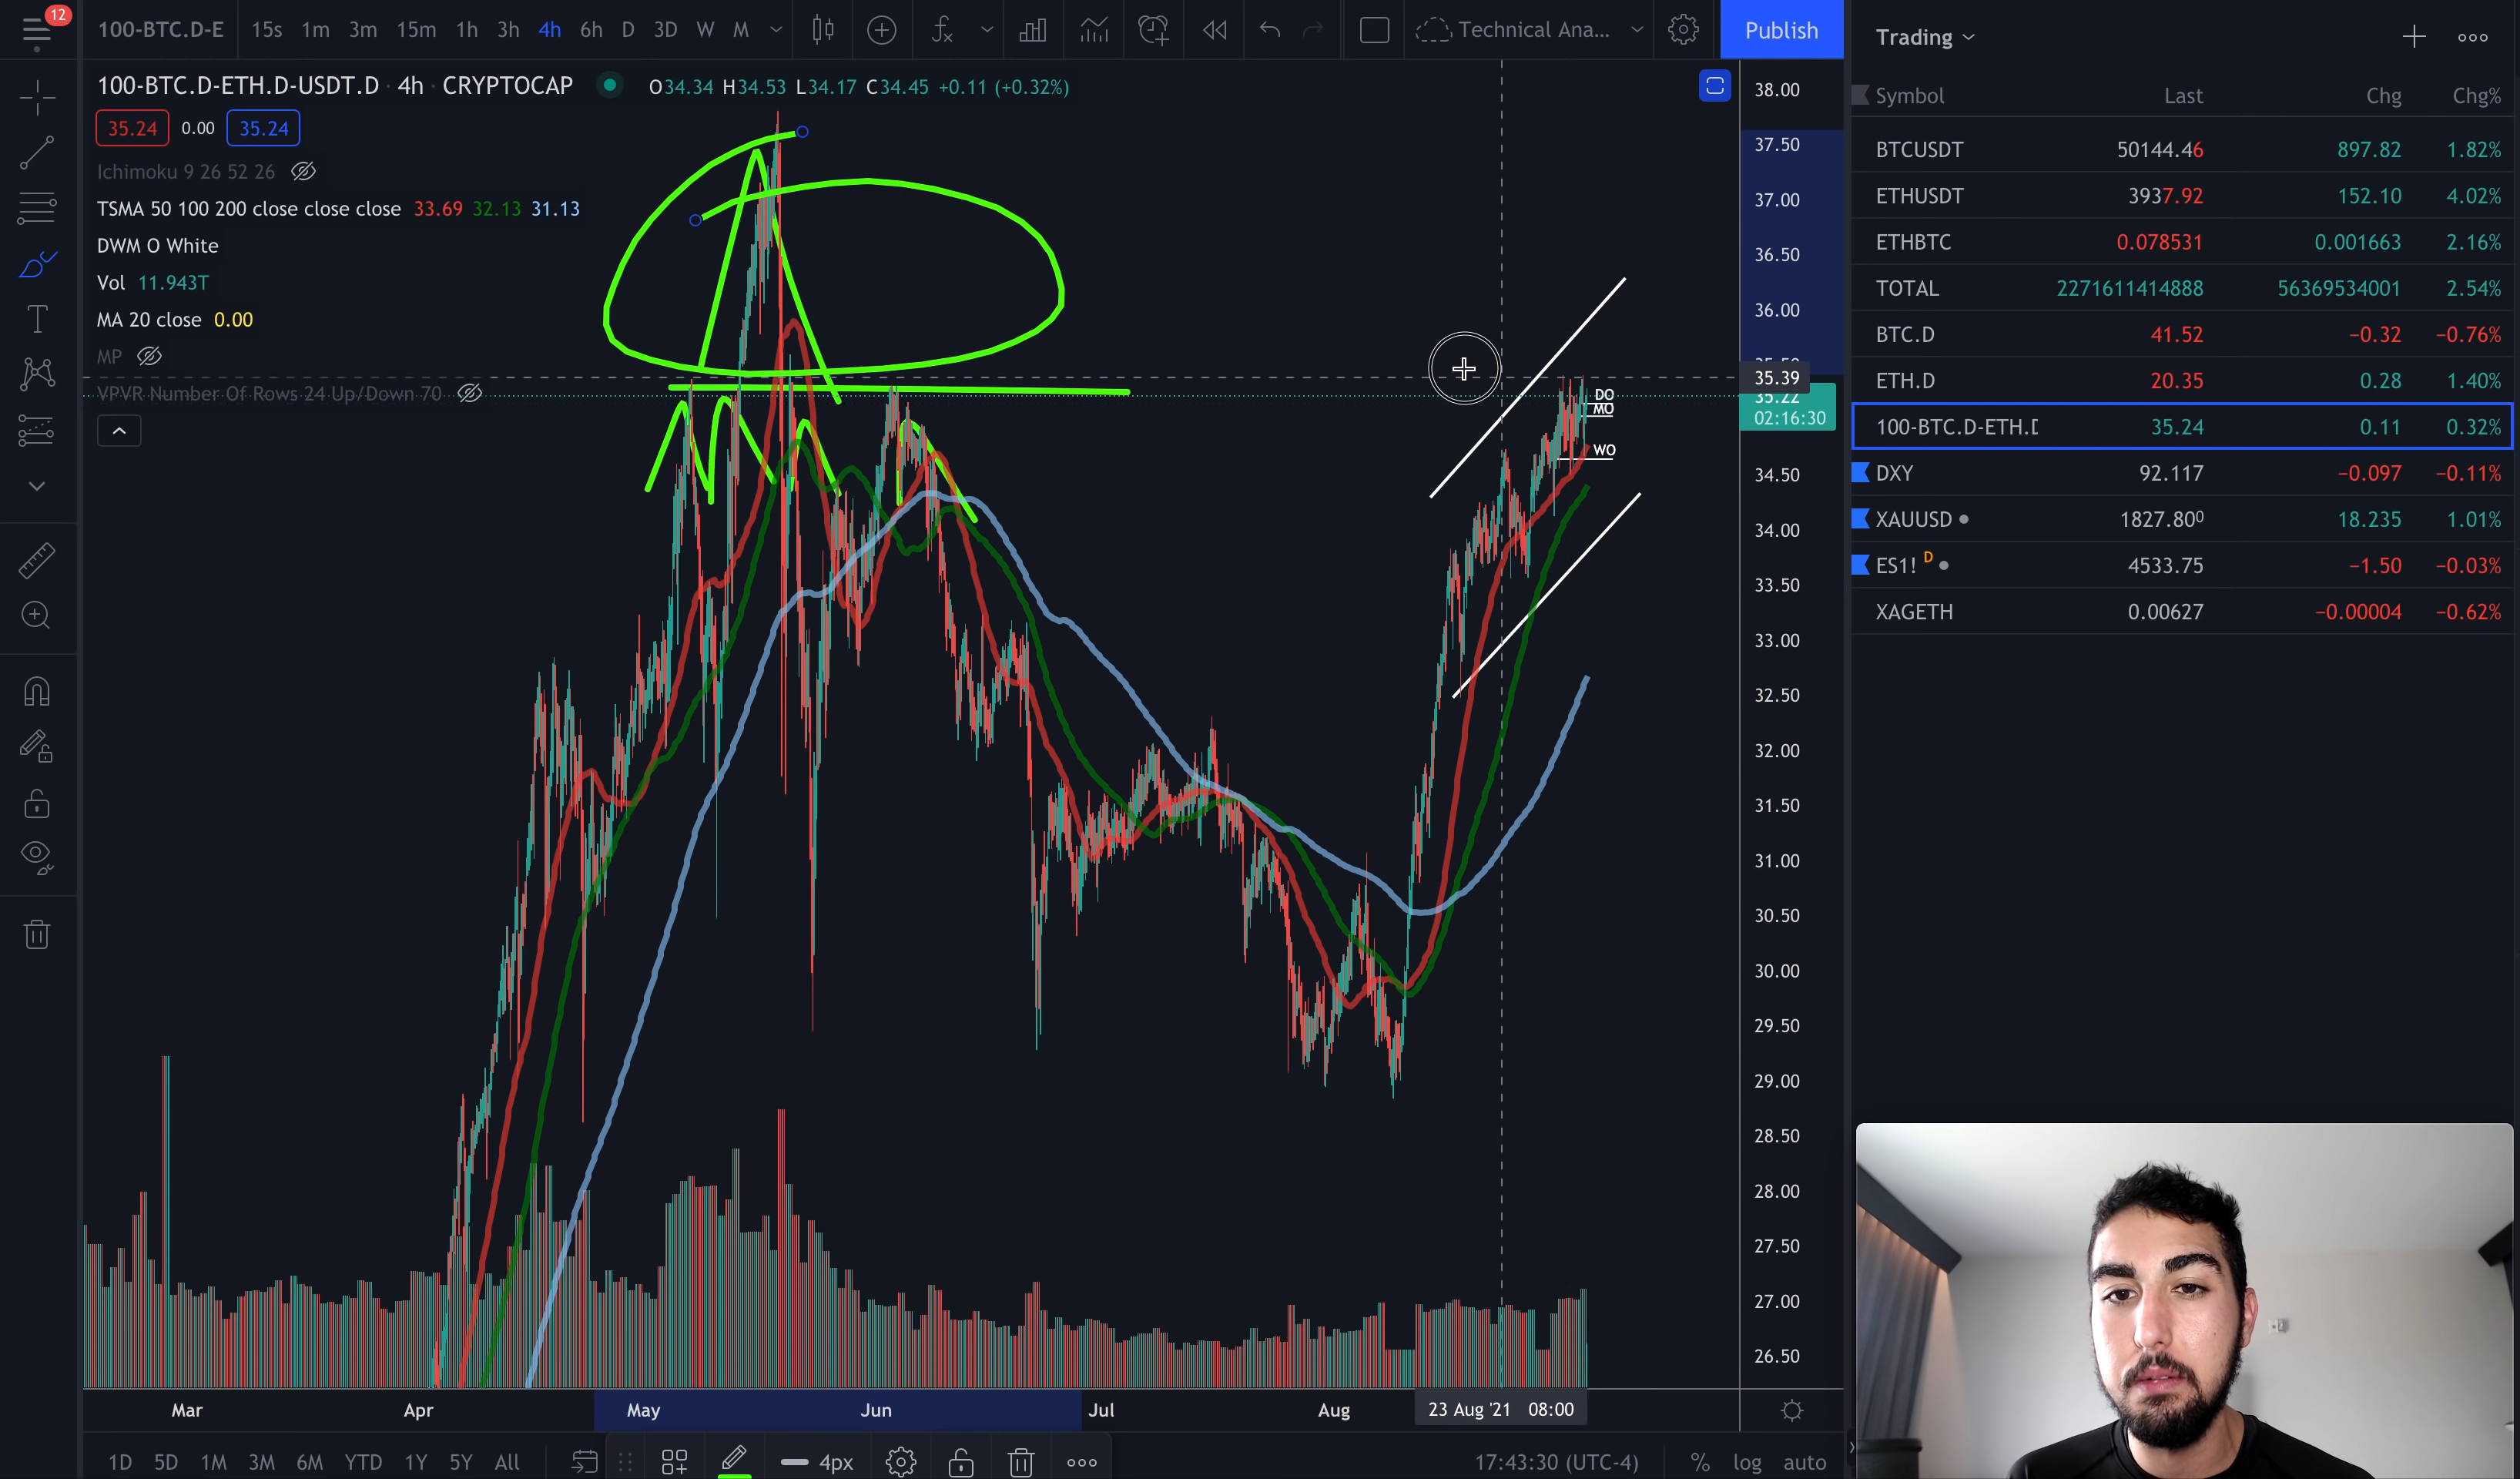 12
100-BTC.D-E 15s 1m 3m 15m 1h 3h 4h 6h D 3D W M Technical Ana... Publish
100-BTC.D-ETH.D-USDT.D · 4h · CRYPTOCAP O34.34 H34.53 L34.17 C34.45 +0.11 (+0.32%)
35.24 0.00 35.24
Ichimoku 9 26 52 26
TSMA 50 100 200 close close close 33.69 32.13 31.13
DWM O White
Vol 11.943T
MA 20 close 0.00
MP
VPVR Number Of Rows 24 Up/Down 70
DO
MO
WO
38.00
37.50
37.00
36.50
36.00
35.50
35.39
35.22
02:16:30
34.50
34.00
33.50
33.00
32.50
32.00
31.50
31.00
30.50
30.00
29.50
29.00
28.50
28.00
27.50
27.00
26.50
Mar Apr May Jun Jul Aug 23 Aug '21 08:00
1D 5D 1M 3M 6M YTD 1Y 5Y All 4px 17:43:30 (UTC-4) % log auto
Trading
Symbol Last Chg Chg%
BTCUSDT 50144.46 897.82 1.82%
ETHUSDT 3937.92 152.10 4.02%
ETHBTC 0.078531 0.001663 2.16%
TOTAL 2271611414888 56369534001 2.54%
BTC.D 41.52 −0.32 −0.76%
ETH.D 20.35 0.28 1.40%
100-BTC.D-ETH.D 35.24 0.11 0.32%
DXY 92.117 −0.097 −0.11%
XAUUSD 1827.800 18.235 1.01%
ES1! D 4533.75 −1.50 −0.03%
XAGETH 0.00627 −0.00004 −0.62%